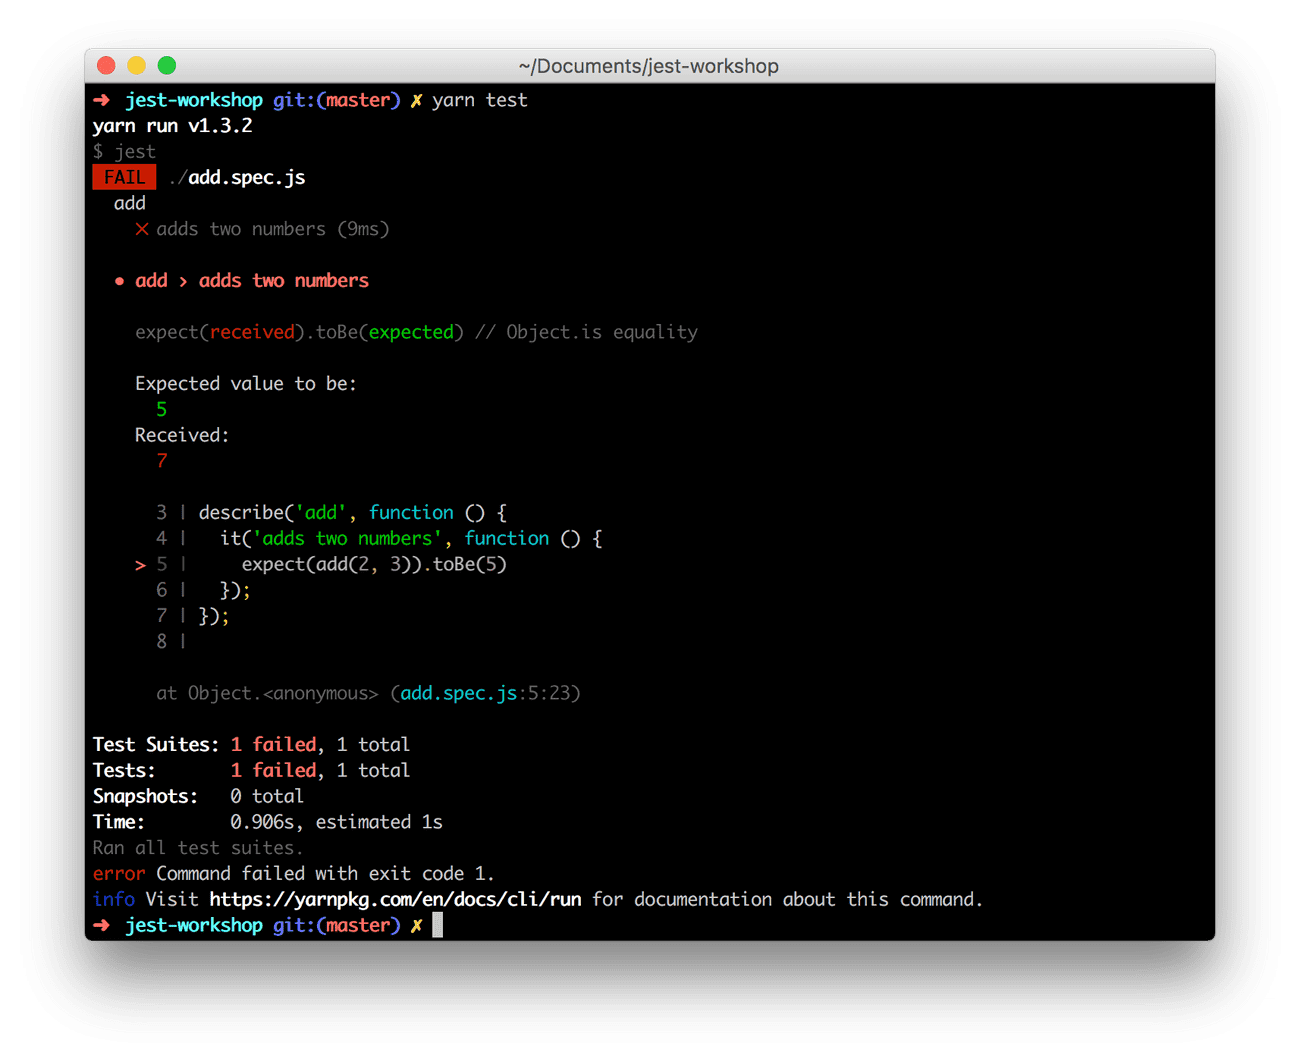 ~/Documents/jest-workshop
➜ jest-workshop git:(master) ✗ yarn test
yarn run v1.3.2
$ jest
FAIL ./add.spec.js
add
✕ adds two numbers (9ms)
● add › adds two numbers
expect(received).toBe(expected) // Object.is equality
Expected value to be:
5
Received:
7
3 | describe('add', function () {
4 | it('adds two numbers', function () {
> 5 | expect(add(2, 3)).toBe(5)
6 | });
7 | });
8 |
at Object.<anonymous> (add.spec.js:5:23)
Test Suites: 1 failed, 1 total
Tests: 1 failed, 1 total
Snapshots: 0 total
Time: 0.906s, estimated 1s
Ran all test suites.
error Command failed with exit code 1.
info Visit https://yarnpkg.com/en/docs/cli/run for documentation about this command.
➜ jest-workshop git:(master) ✗